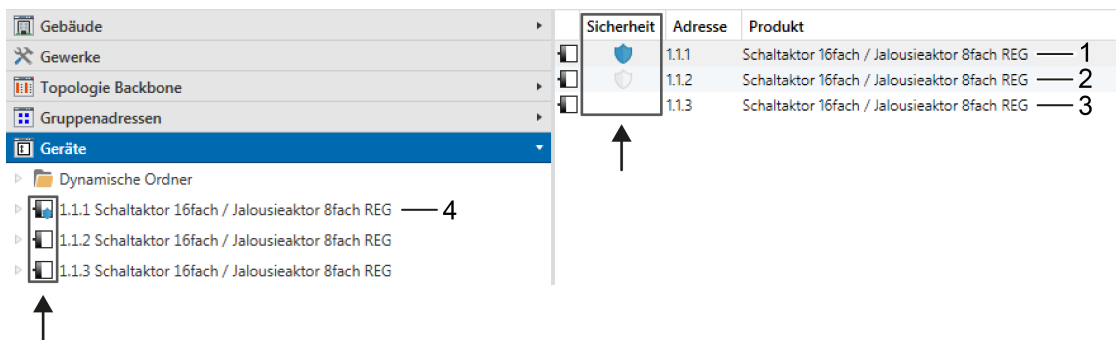 Gebäude
Gewerke
Topologie Backbone
Gruppenadressen
Geräte
Dynamische Ordner
1.1.1 Schaltaktor 16fach / Jalousieaktor 8fach REG 4
1.1.2 Schaltaktor 16fach / Jalousieaktor 8fach REG
1.1.3 Schaltaktor 16fach / Jalousieaktor 8fach REG
Sicherheit Adresse Produkt
1.1.1 Schaltaktor 16fach / Jalousieaktor 8fach REG 1
1.1.2 Schaltaktor 16fach / Jalousieaktor 8fach REG 2
1.1.3 Schaltaktor 16fach / Jalousieaktor 8fach REG 3